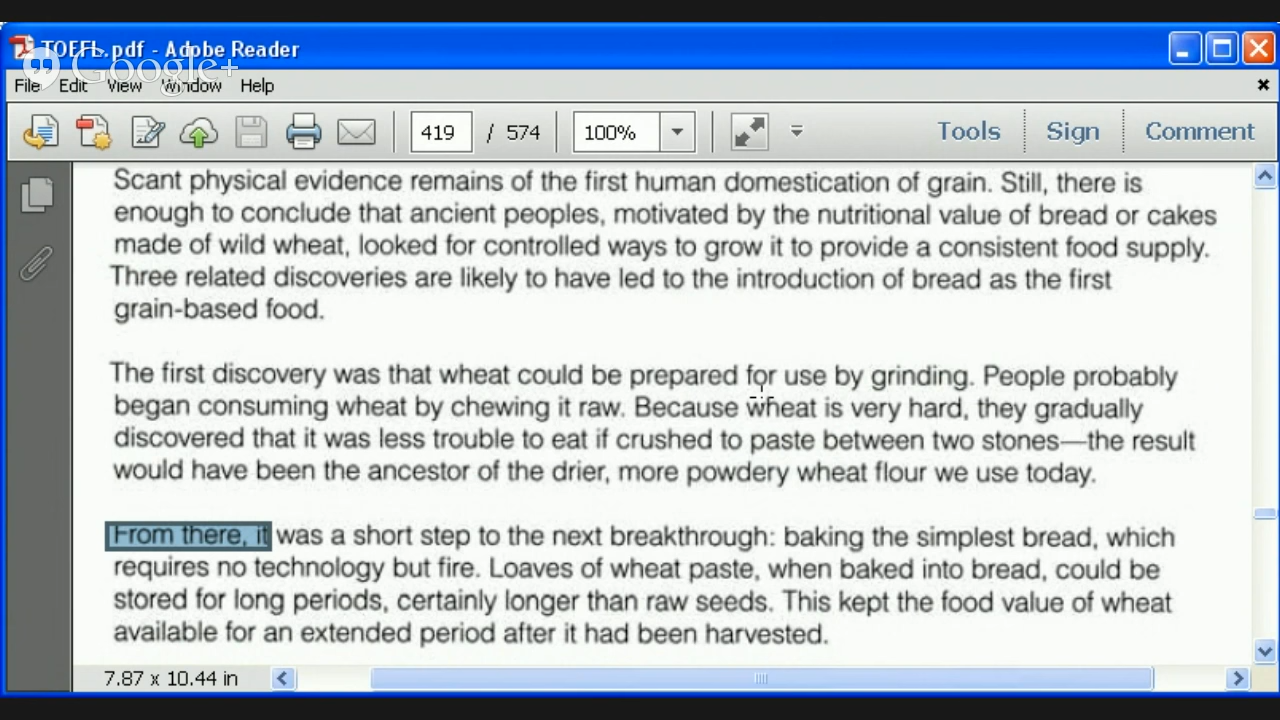 TOEFL.pdf - Adobe Reader
Google+
File Edit View Window Help
419 / 574 100% Tools Sign Comment
Scant physical evidence remains of the first human domestication of grain. Still, there is
enough to conclude that ancient peoples, motivated by the nutritional value of bread or cakes
made of wild wheat, looked for controlled ways to grow it to provide a consistent food supply.
Three related discoveries are likely to have led to the introduction of bread as the first
grain-based food.
The first discovery was that wheat could be prepared for use by grinding. People probably
began consuming wheat by chewing it raw. Because wheat is very hard, they gradually
discovered that it was less trouble to eat if crushed to paste between two stones—the result
would have been the ancestor of the drier, more powdery wheat flour we use today.
From there, it was a short step to the next breakthrough: baking the simplest bread, which
requires no technology but fire. Loaves of wheat paste, when baked into bread, could be
stored for long periods, certainly longer than raw seeds. This kept the food value of wheat
available for an extended period after it had been harvested.
7.87 x 10.44 in